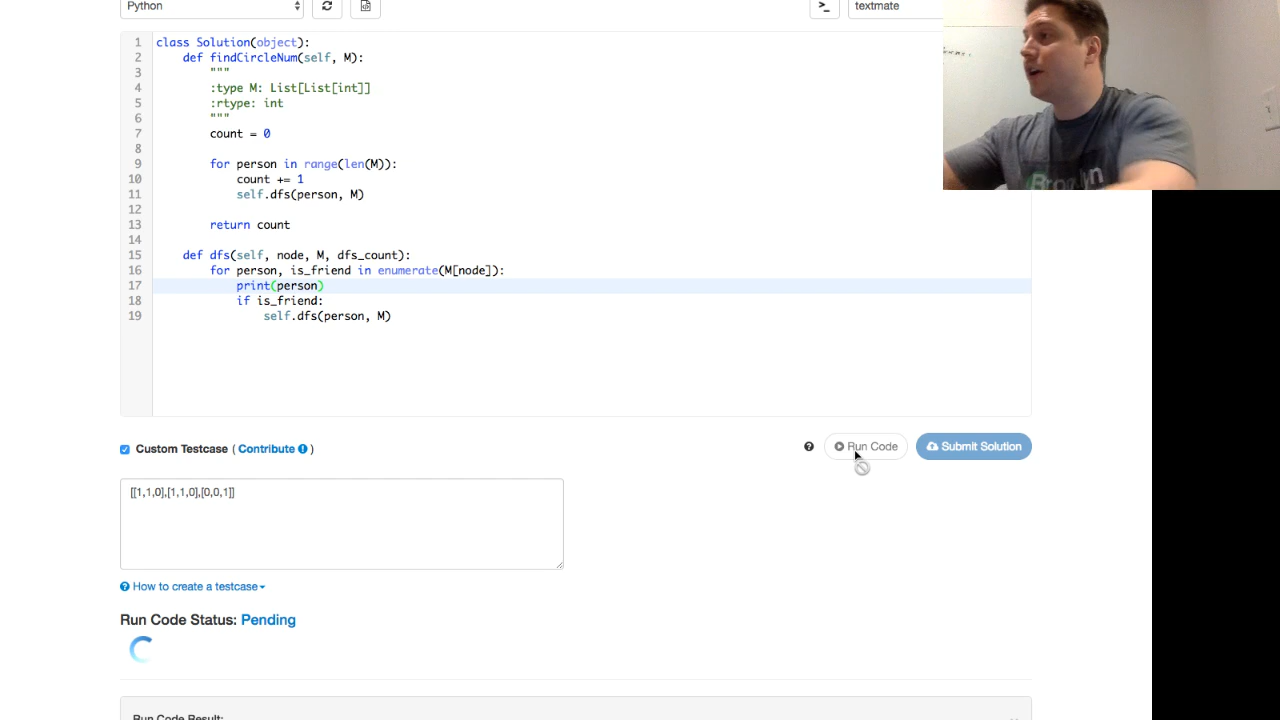 Python
textmate
1 class Solution(object):
2 def findCircleNum(self, M):
3 """
4 :type M: List[List[int]]
5 :rtype: int
6 """
7 count = 0
8
9 for person in range(len(M)):
10 count += 1
11 self.dfs(person, M)
12
13 return count
14
15 def dfs(self, node, M, dfs_count):
16 for person, is_friend in enumerate(M[node]):
17 print(person)
18 if is_friend:
19 self.dfs(person, M)
Custom Testcase ( Contribute )
Run Code
Submit Solution
[[1,1,0],[1,1,0],[0,0,1]]
How to create a testcase
Run Code Status: Pending
Run Code Result: